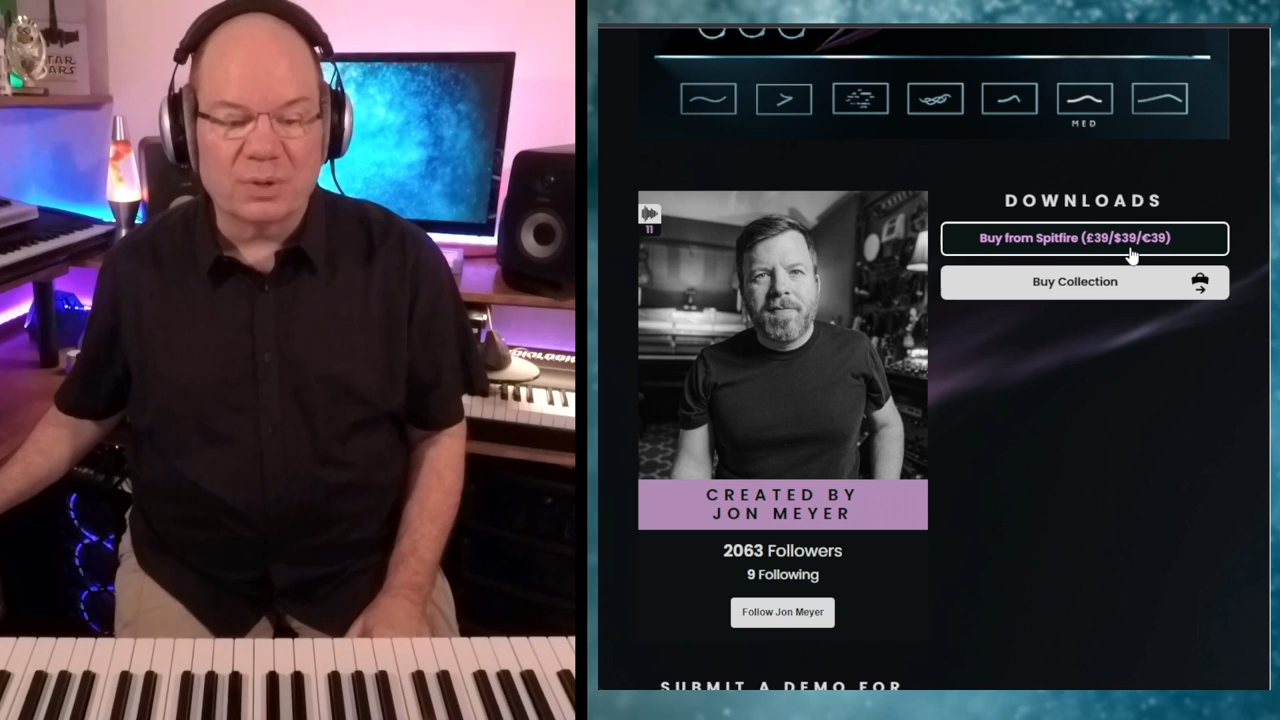 STAR
WARS
MED
11
CREATED BY
JON MEYER
2063 Followers
9 Following
Follow Jon Meyer
SUBMIT A DEMO FOR
DOWNLOADS
Buy from Spitfire (£39/$39/€39)
Buy Collection